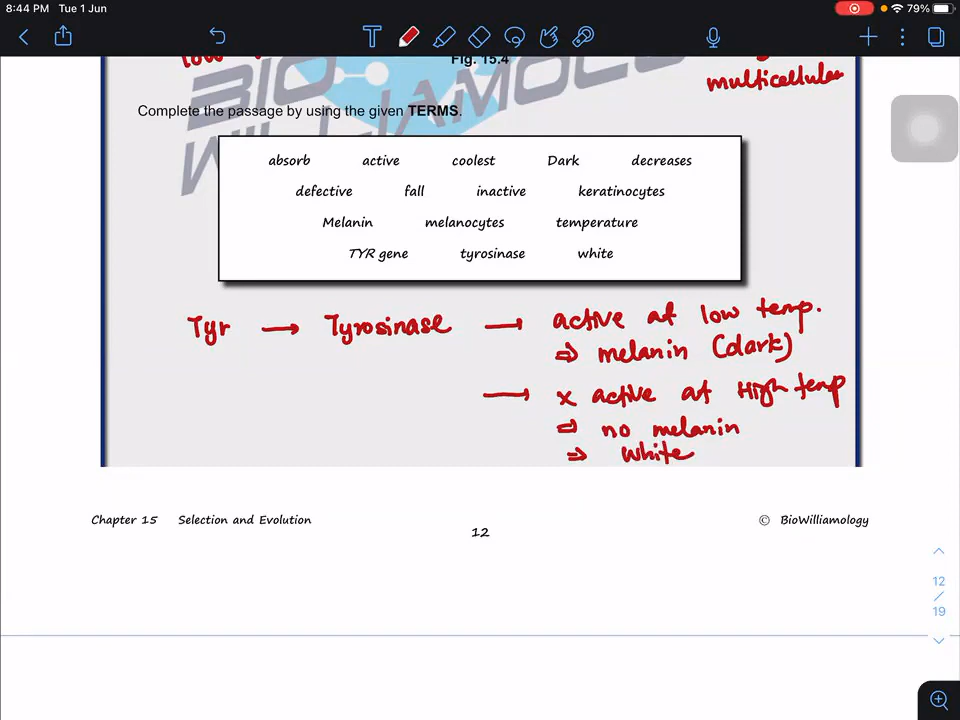 8:44 PM Tue 1 Jun 79%
low
Fig. 15.4
multicellular
BIO
WILLIAMOLO
Complete the passage by using the given TERMS.
absorb active coolest Dark decreases
defective fall inactive keratinocytes
Melanin melanocytes temperature
TYR gene tyrosinase white
Tyr → Tyrosinase → active at low temp.
⇒ melanin (dark)
→ x active at High temp
⇒ no melanin
⇒ white
Chapter 15 Selection and Evolution © BioWilliamology
12
12
/
19